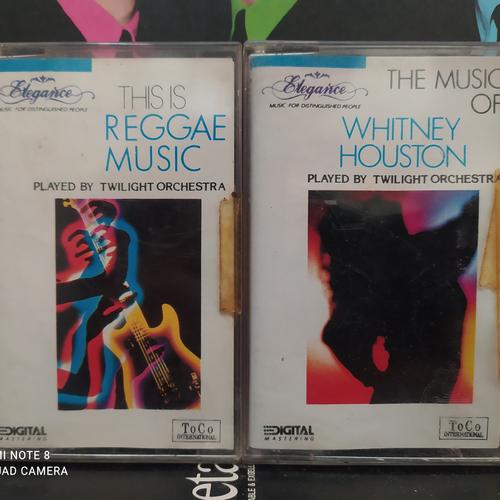 Elegance
MUSIC FOR DISTINGUISHED PEOPLE
THIS IS
REGGAE
MUSIC
PLAYED BY TWILIGHT ORCHESTRA
DIGITAL
MASTERING
ToCo
INTERNATIONAL
Elegance
MUSIC FOR DISTINGUISHED PEOPLE
THE MUSIC
OF
WHITNEY
HOUSTON
PLAYED BY TWILIGHT ORCHESTRA
DIGITAL
MASTERING
ToCo
INTERNATIONAL
MI NOTE 8
UAD CAMERA
eta